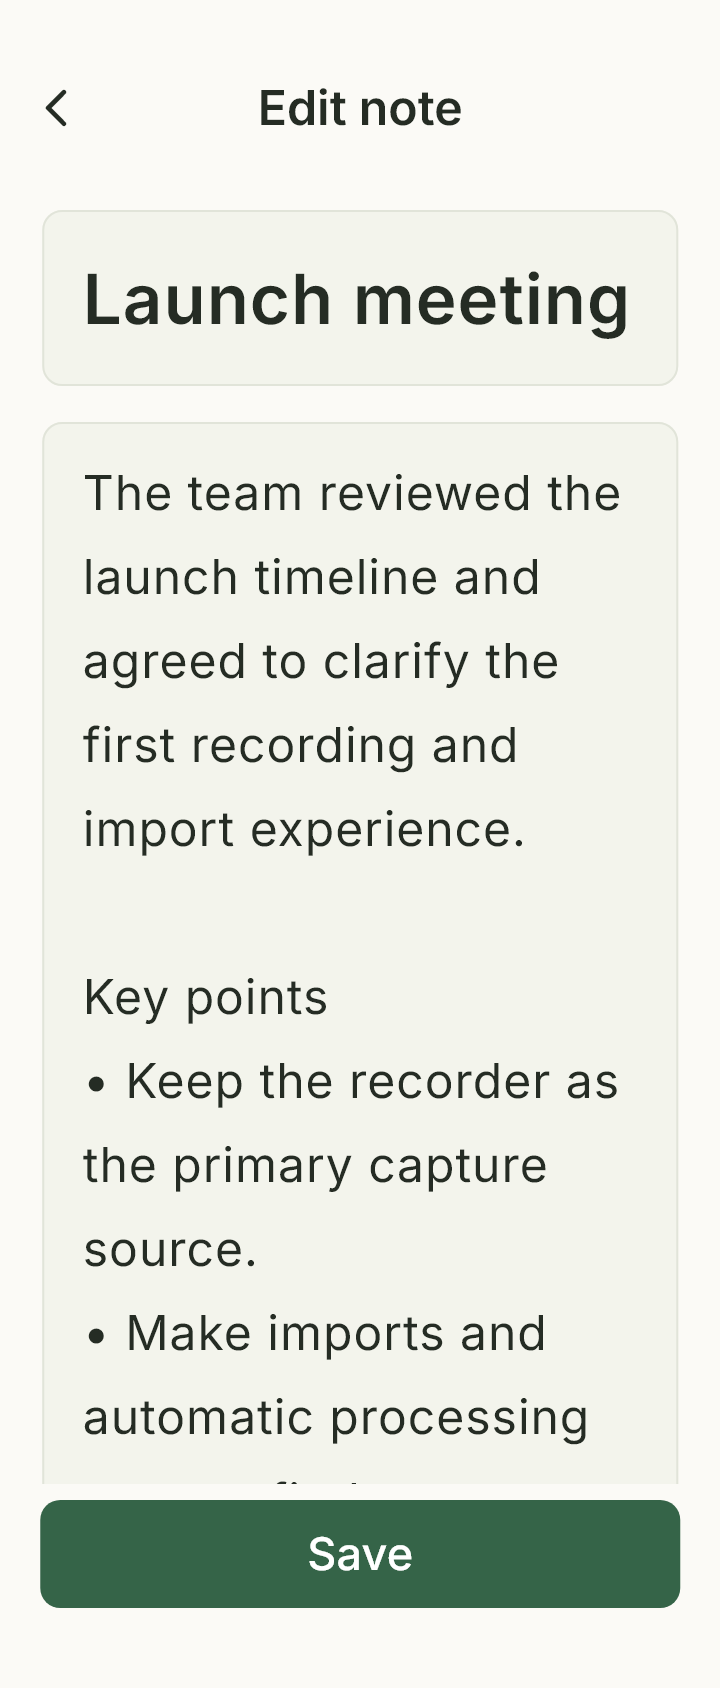 Edit note
Launch meeting
The team reviewed the
launch timeline and
agreed to clarify the
first recording and
import experience.
Key points
• Keep the recorder as
the primary capture
source.
• Make imports and
automatic processing
Save